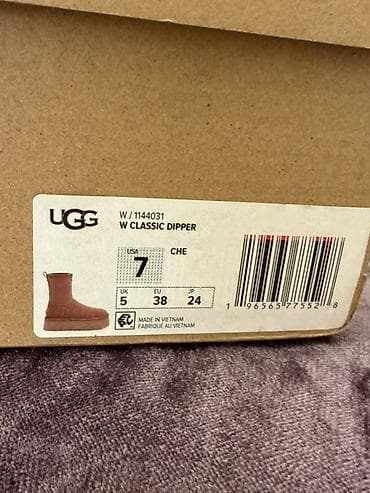 UGG
W / 1144031
W CLASSIC DIPPER
USA
7
CHE
UK EU JP
5 38 24
1 96565 77552 8
MADE IN VIETNAM
FABRIQUÉ AU VIETNAM